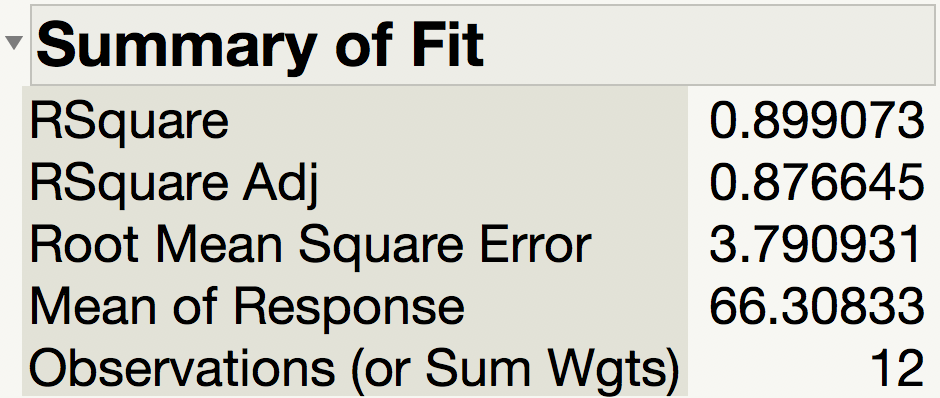 Summary of Fit
RSquare 0.899073
RSquare Adj 0.876645
Root Mean Square Error 3.790931
Mean of Response 66.30833
Observations (or Sum Wgts) 12